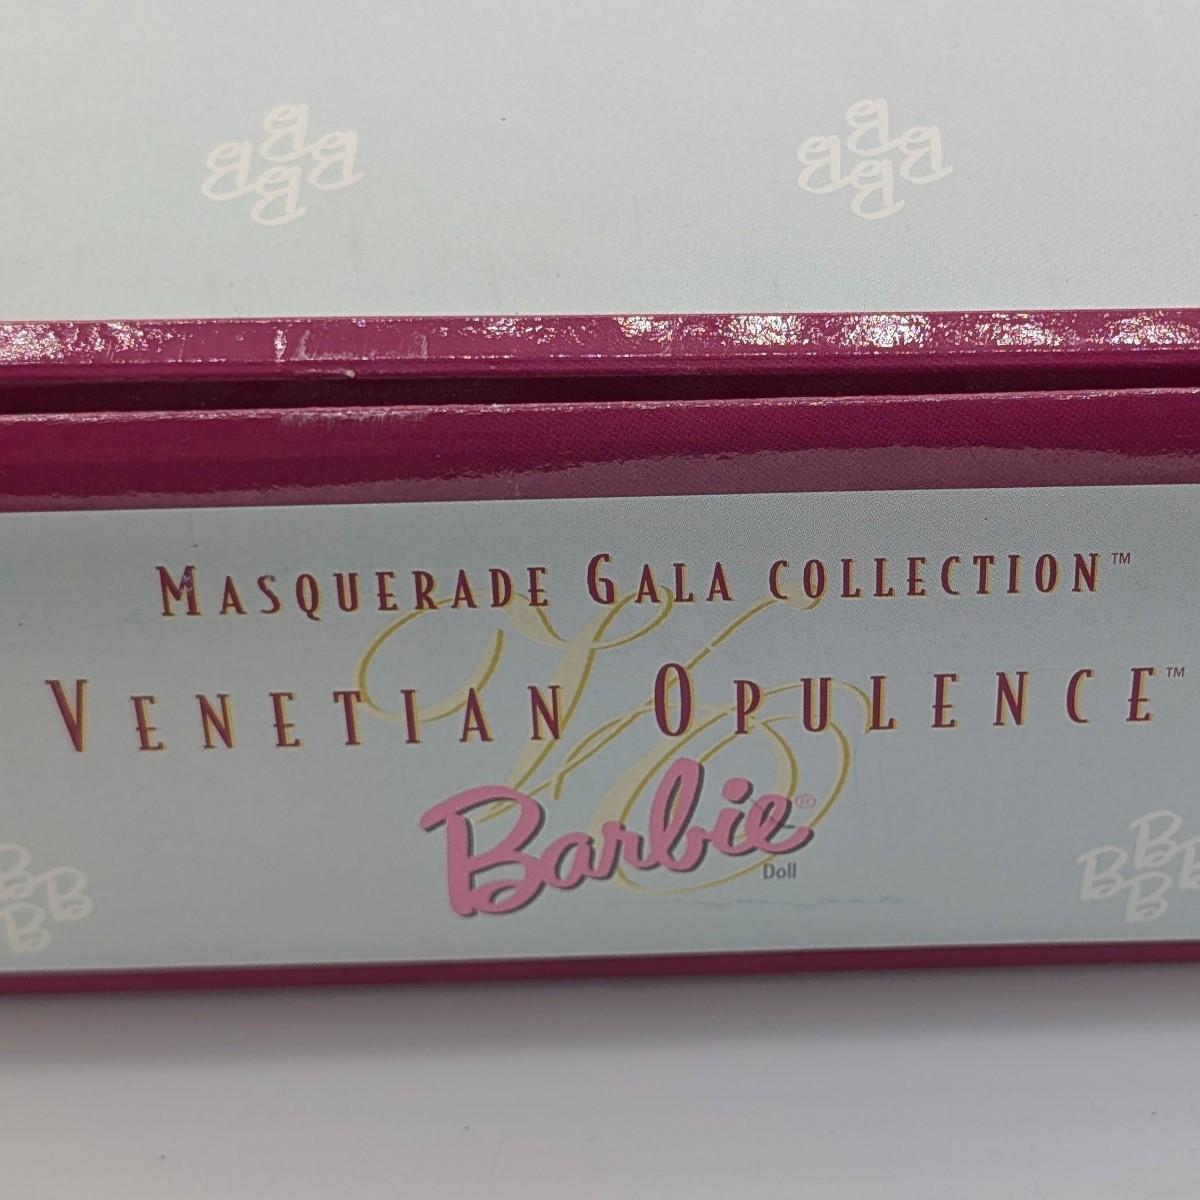 MASQUERADE GALA COLLECTION™
VENETIAN OPULENCE™
Barbie®
Doll